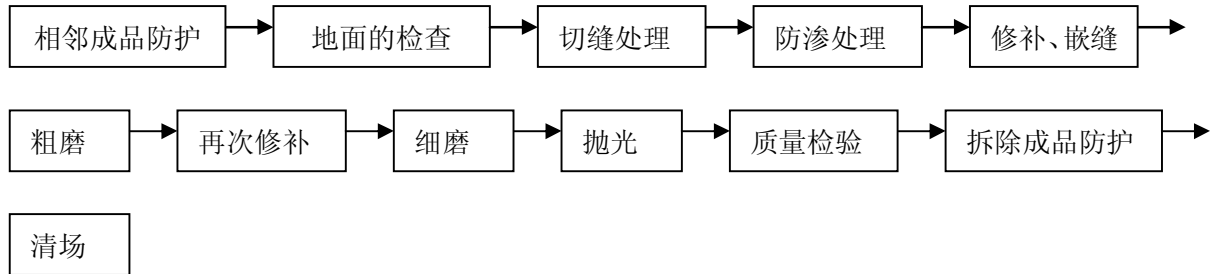 相邻成品防护 地面的检查 切缝处理 防渗处理 修补、嵌缝
粗磨 再次修补 细磨 抛光 质量检验 拆除成品防护
清场